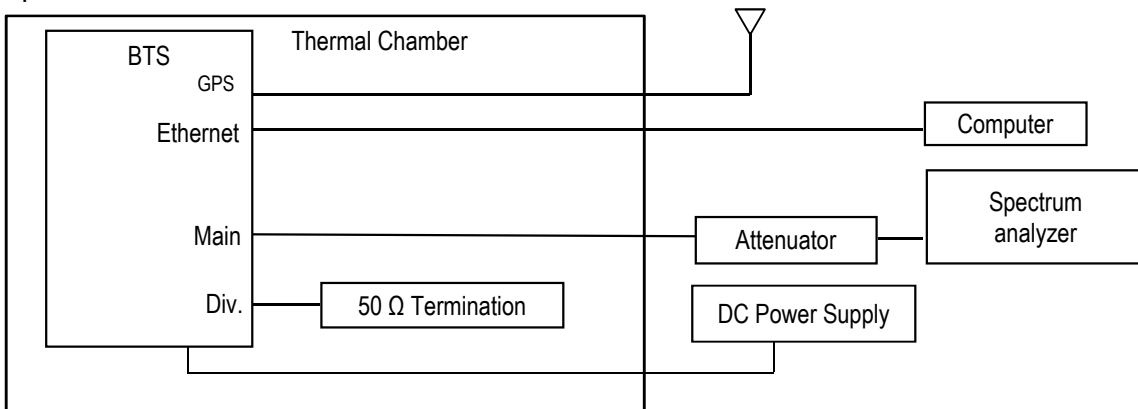 Thermal Chamber
BTS
GPS
Ethernet
Computer
Main
Attenuator
Spectrum
analyzer
Div.
50 Ω Termination
DC Power Supply